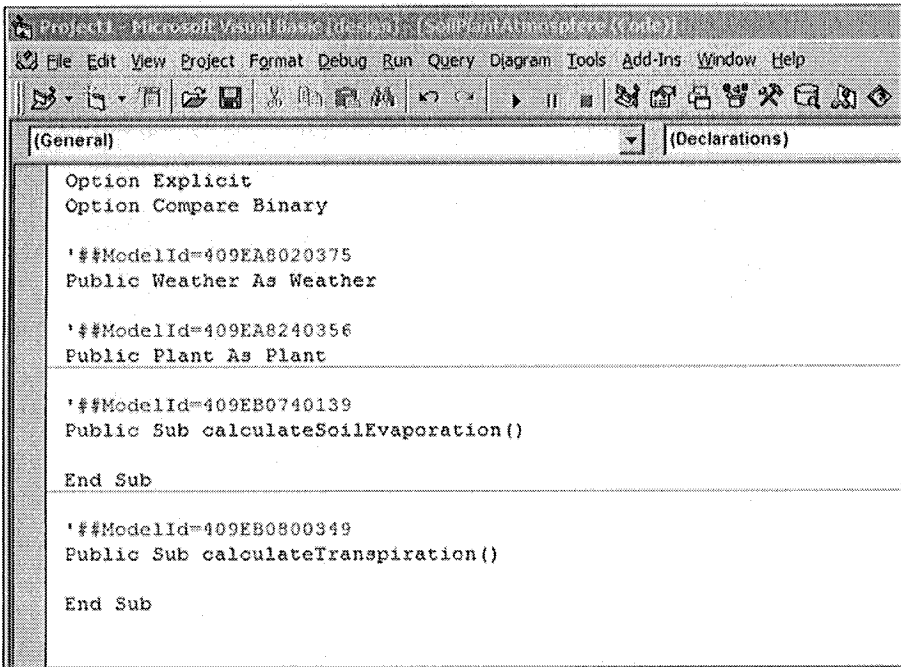 Project1 - Microsoft Visual Basic [design] - [SoilPlantAtmosphere (Code)]
File Edit View Project Format Debug Run Query Diagram Tools Add-Ins Window Help
(General) (Declarations)
Option Explicit
Option Compare Binary
'##ModelId=409EA8020375
Public Weather As Weather
'##ModelId=409EA8240356
Public Plant As Plant
'##ModelId=409EB0740139
Public Sub calculateSoilEvaporation()
End Sub
'##ModelId=409EB0800349
Public Sub calculateTranspiration()
End Sub